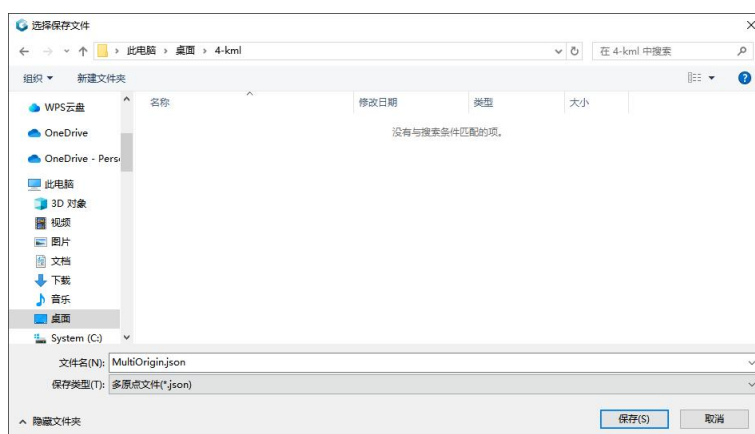 选择保存文件
此电脑 › 桌面 › 4-kml
在 4-kml 中搜索
组织 新建文件夹
名称 修改日期 类型 大小
没有与搜索条件匹配的项。
WPS云盘
OneDrive
OneDrive - Pers
此电脑
3D 对象
视频
图片
文档
下载
音乐
桌面
System (C:)
文件名(N): MultiOrigin.json
保存类型(T): 多原点文件(*.json)
隐藏文件夹
保存(S) 取消